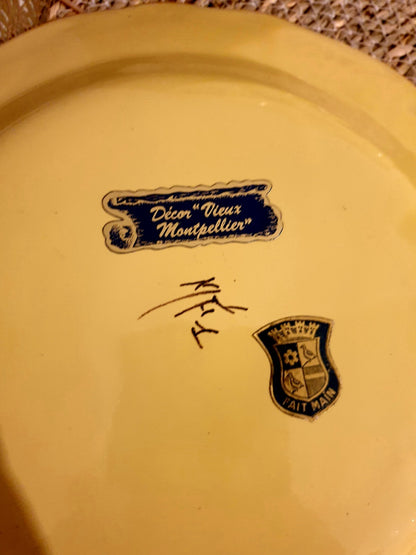 Décor "Vieux
Montpellier"
FAIT MAIN